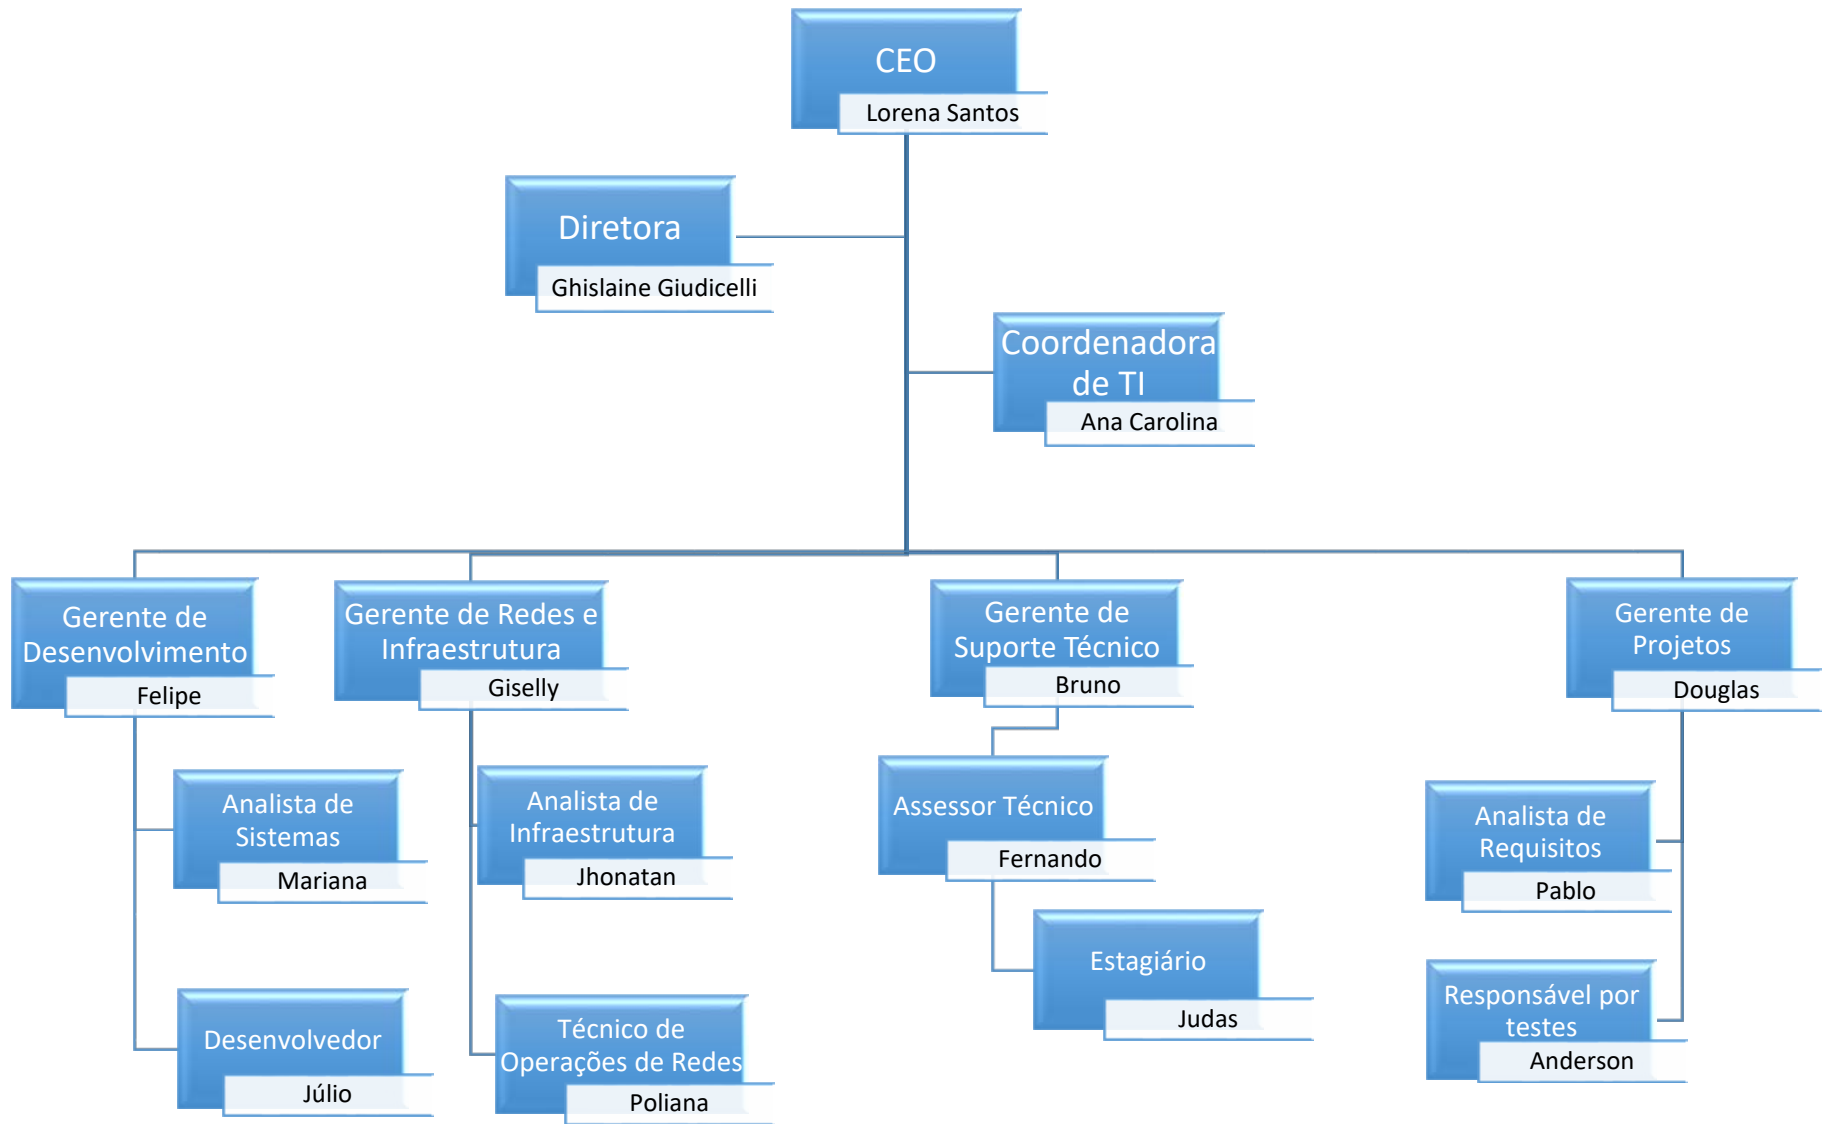 CEO
Lorena Santos
Diretora
Ghislaine Giudicelli
Coordenadora
de TI
Ana Carolina
Gerente de
Desenvolvimento
Felipe
Gerente de Redes e
Infraestrutura
Giselly
Gerente de
Suporte Técnico
Bruno
Gerente de
Projetos
Douglas
Analista de
Sistemas
Mariana
Analista de
Infraestrutura
Jhonatan
Assessor Técnico
Fernando
Analista de
Requisitos
Pablo
Desenvolvedor
Júlio
Técnico de
Operações de Redes
Poliana
Estagiário
Judas
Responsável por
testes
Anderson